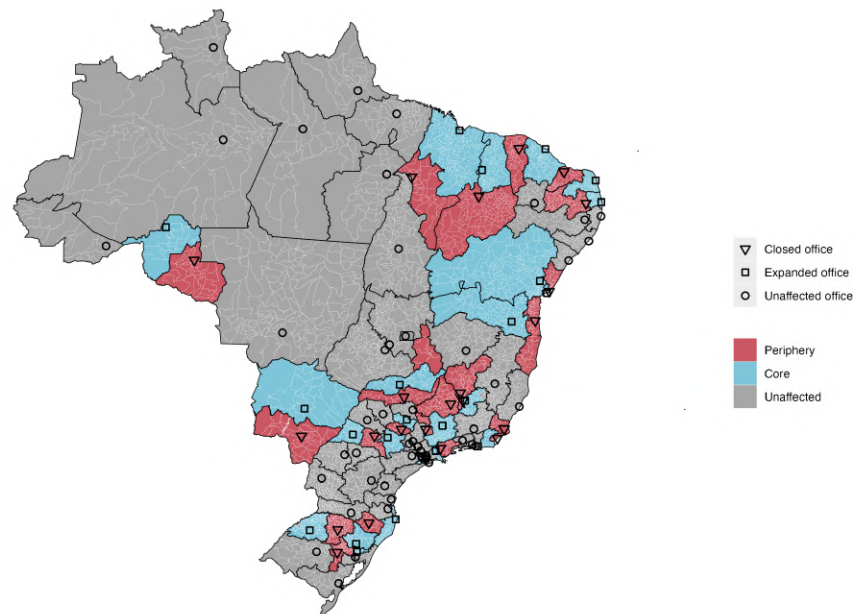 Closed office
Expanded office
Unaffected office
Periphery
Core
Unaffected